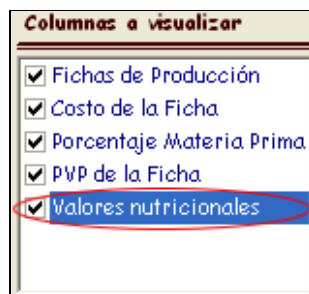 Columnas a visualizar
Fichas de Producción
Costo de la Ficha
Porcentaje Materia Prima
PVP de la Ficha
Valores nutricionales